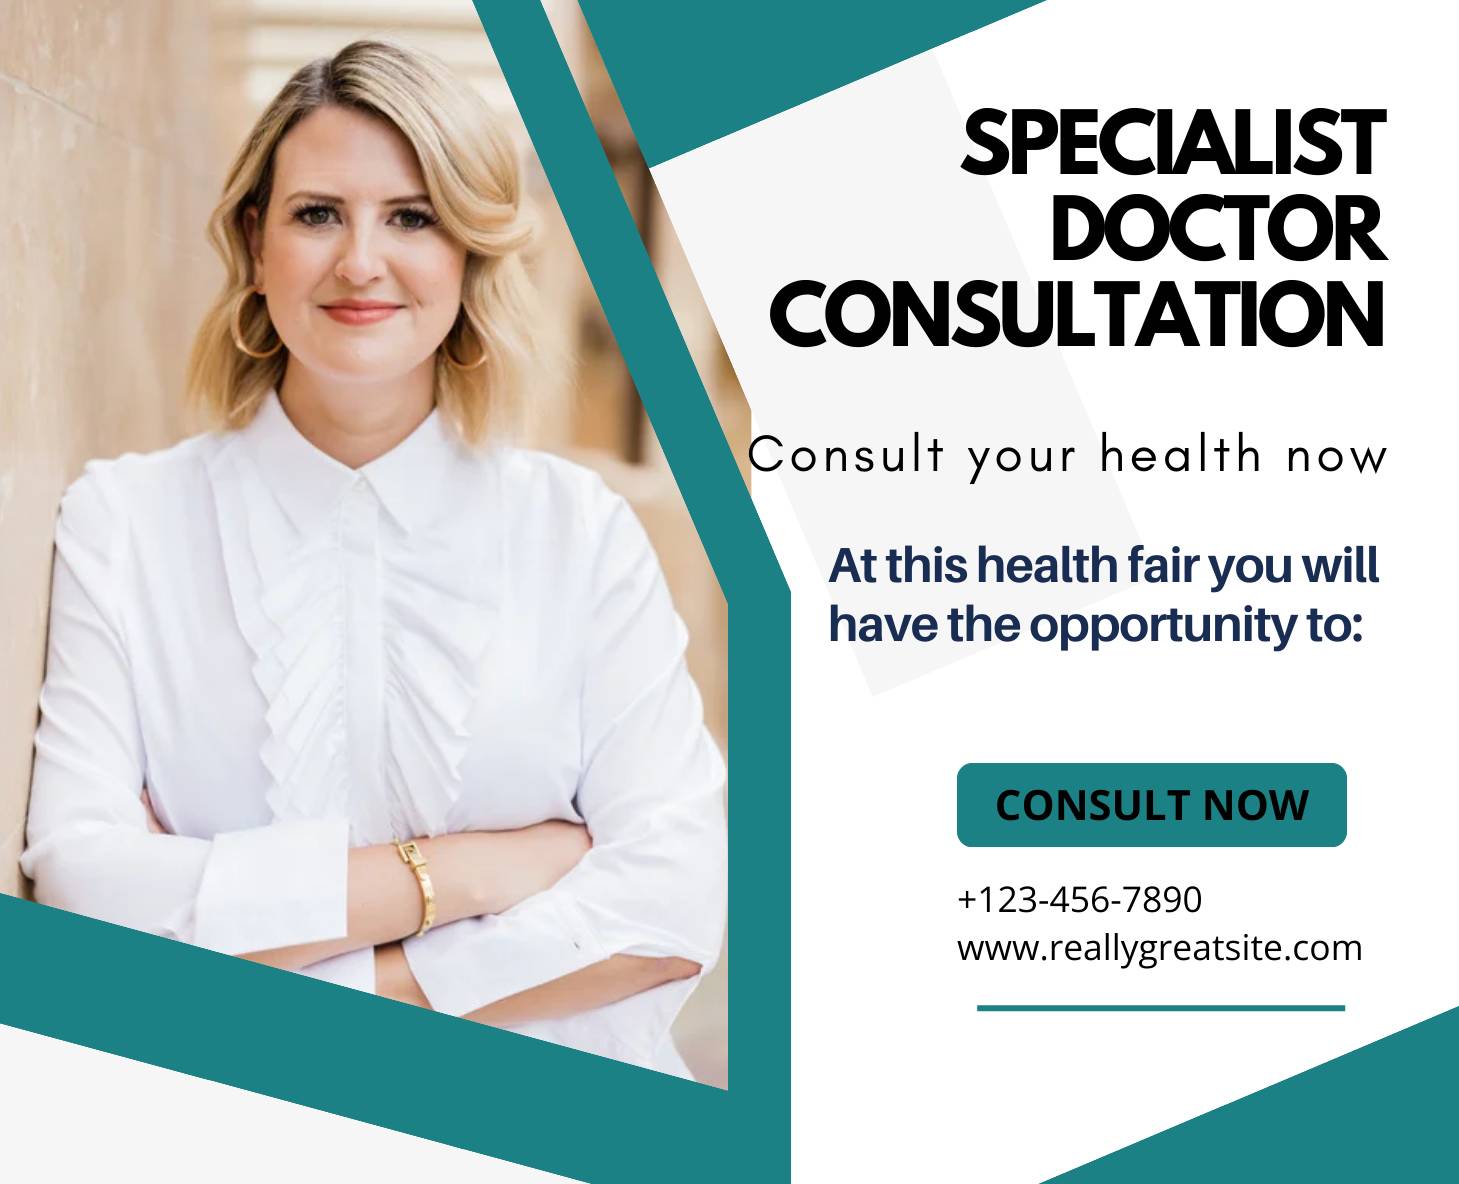 SPECIALIST
DOCTOR
CONSULTATION
Consult your health now
At this health fair you will
have the opportunity to:
CONSULT NOW
+123-456-7890
www.reallygreatsite.com